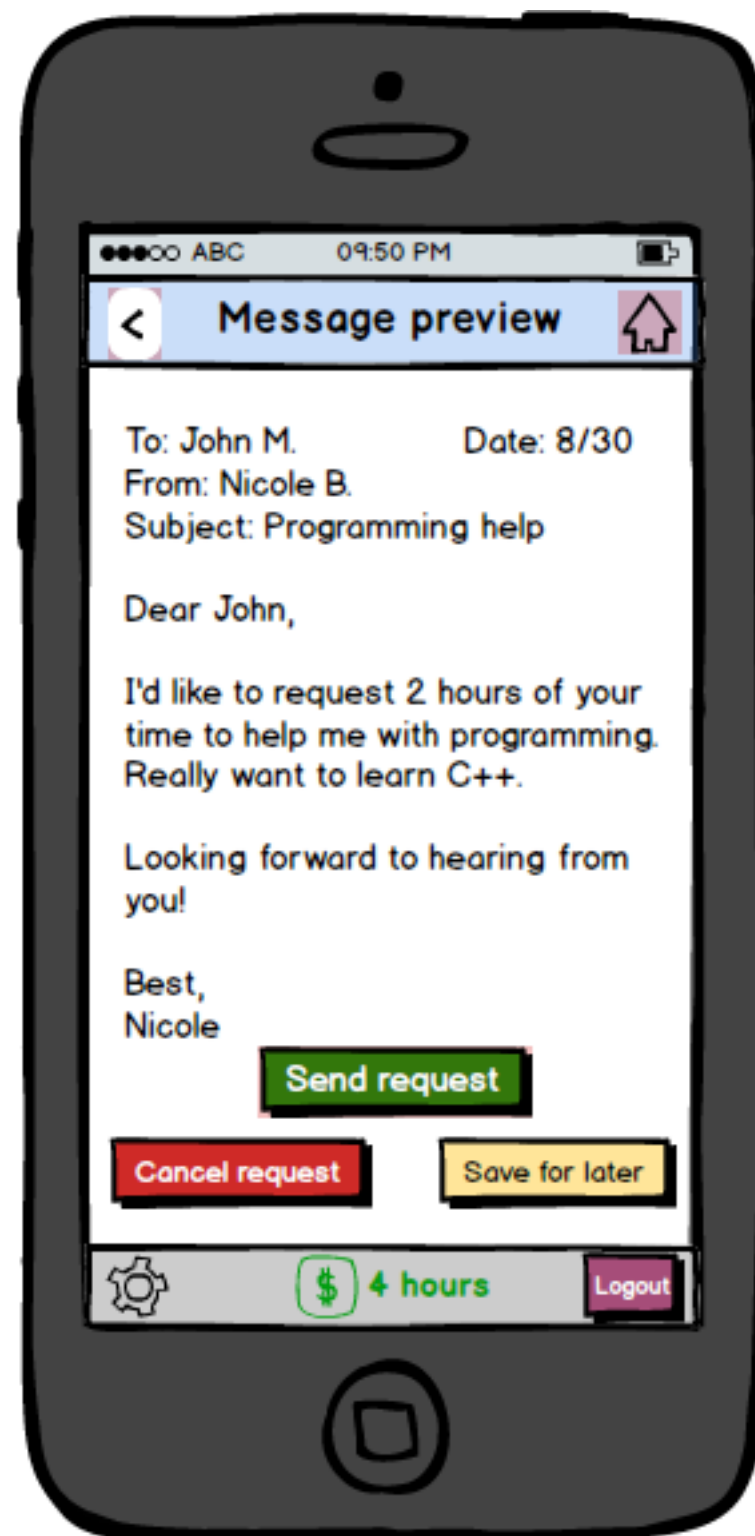 ABC 09:50 PM
< Message preview
To: John M. Date: 8/30
From: Nicole B.
Subject: Programming help
Dear John,
I'd like to request 2 hours of your
time to help me with programming.
Really want to learn C++.
Looking forward to hearing from
you!
Best,
Nicole
Send request
Cancel request Save for later
$ 4 hours Logout